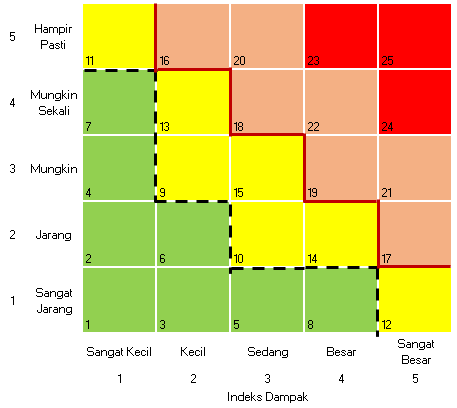 5 Hampir Pasti 11 16 20 23 25
4 Mungkin Sekali 7 13 18 22 24
3 Mungkin 4 9 15 19 21
2 Jarang 2 6 10 14 17
1 Sangat Jarang 1 3 5 8 12
Sangat Kecil Kecil Sedang Besar Sangat Besar
1 2 3 4 5
Indeks Dampak